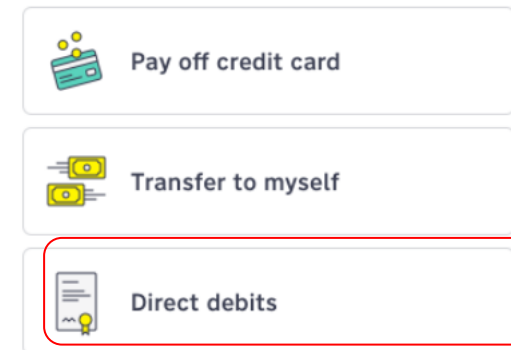 Pay off credit card
Transfer to myself
Direct debits